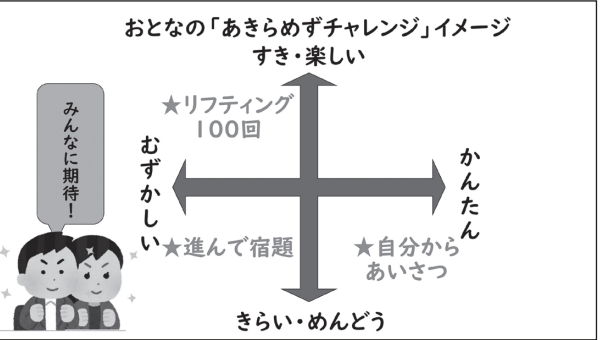 おとなの「あきらめずチャレンジ」イメージ
すき・楽しい
★リフティング
100回
みんなに期待!
むずかしい
かんたん
★進んで宿題
★自分から
あいさつ
きらい・めんどう